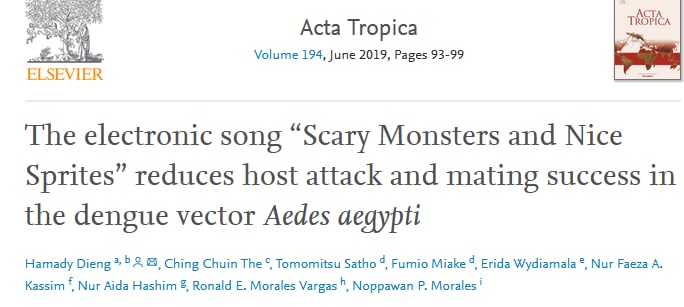 ELSEVIER
Acta Tropica
Volume 194, June 2019, Pages 93-99
ACTA
TROPICA
The electronic song “Scary Monsters and Nice
Sprites” reduces host attack and mating success in
the dengue vector Aedes aegypti
Hamady Dieng a, b, Ching Chuin The c, Tomomitsu Satho d, Fumio Miake d, Erida Wydiamala e, Nur Faeza A.
Kassim f, Nur Aida Hashim g, Ronald E. Morales Vargas h, Noppawan P. Morales i